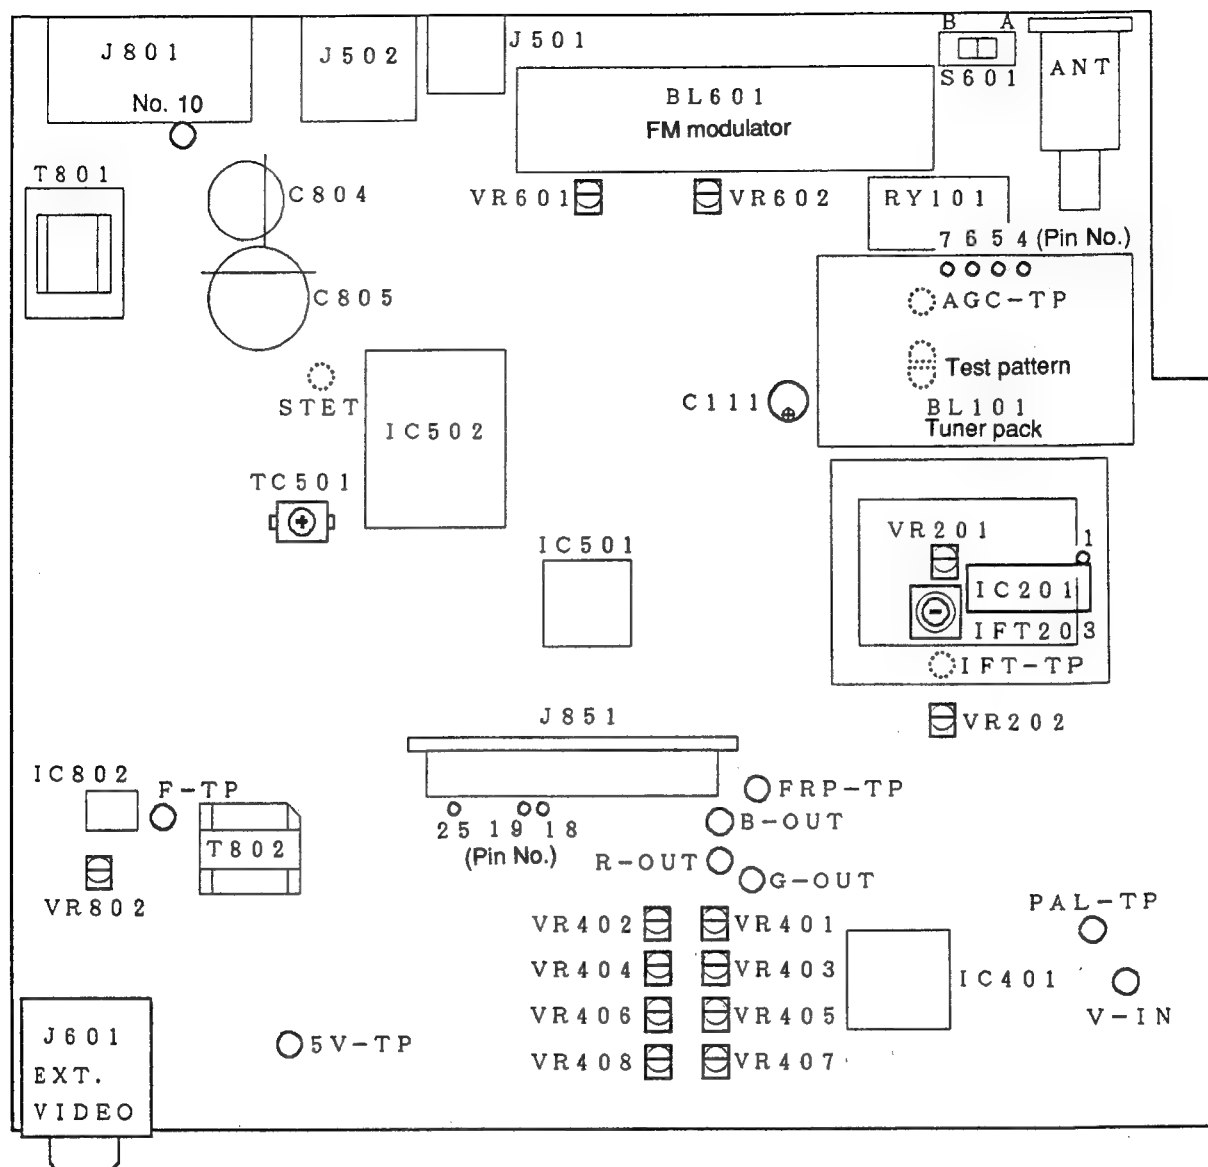 B A
J801
J502
J501
S601
ANT
No. 10
BL601
FM modulator
T801
C804
VR601
VR602
RY101
7 6 5 4 (Pin No.)
C805
AGC-TP
Test pattern
STET
C111
BL101
Tuner pack
IC502
TC501
VR201
1
IC501
IC201
IFT203
IFT-TP
J851
VR202
IC802
F-TP
FRP-TP
25 19 18
(Pin No.)
B-OUT
T802
R-OUT
G-OUT
VR802
PAL-TP
VR402
VR401
VR404
VR403
IC401
VR406
VR405
V-IN
J601
EXT.
VIDEO
5V-TP
VR408
VR407